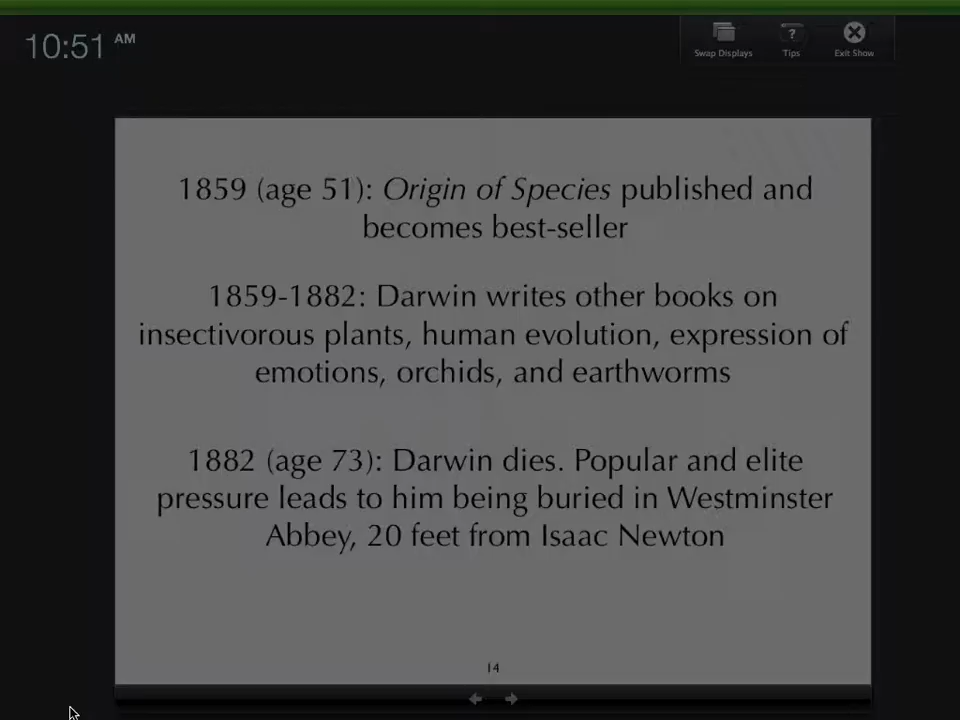 10:51 AM
Swap Displays
Tips
Exit Show
1859 (age 51): Origin of Species published and
becomes best-seller
1859-1882: Darwin writes other books on
insectivorous plants, human evolution, expression of
emotions, orchids, and earthworms
1882 (age 73): Darwin dies. Popular and elite
pressure leads to him being buried in Westminster
Abbey, 20 feet from Isaac Newton
14